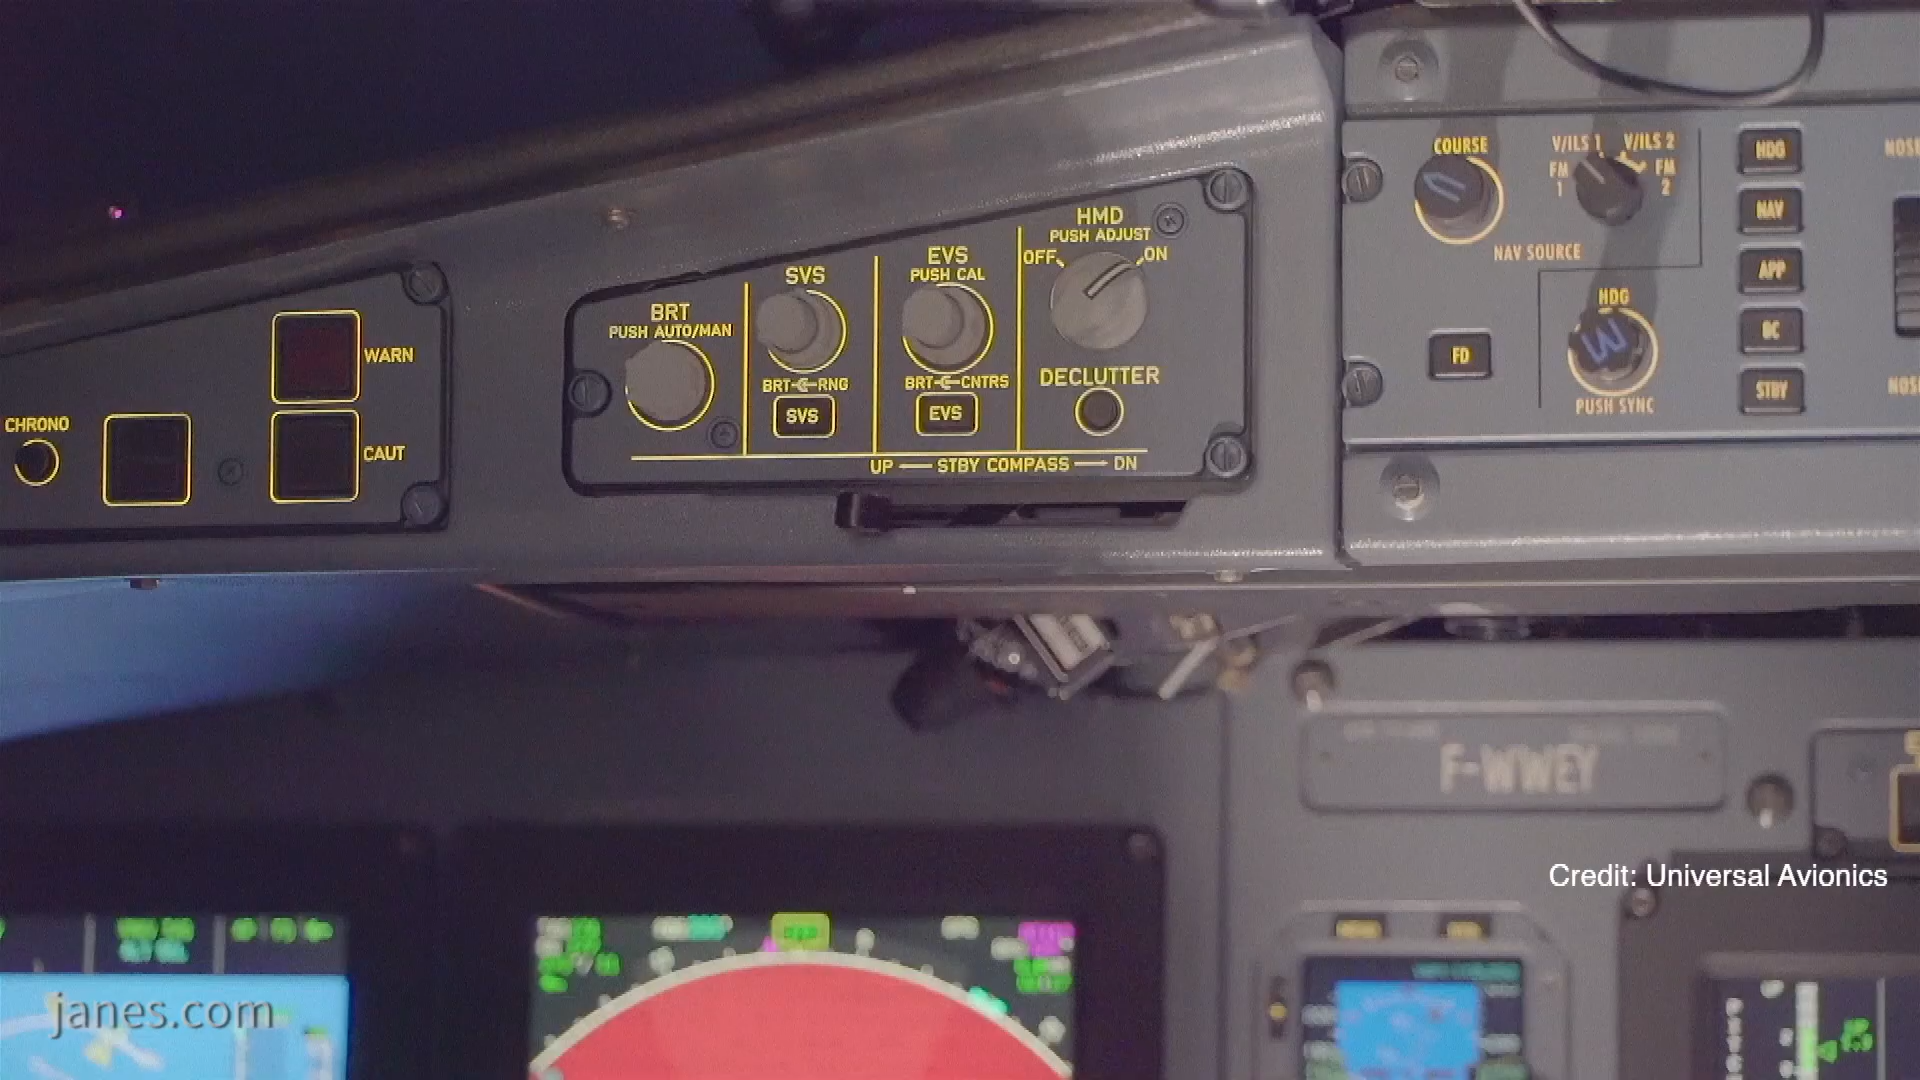 CHRONO
WARN
CAUT
BRT
PUSH AUTO/MAN
SVS
BRT RNG
SVS
EVS
PUSH CAL
BRT CNTRS
EVS
HMD
PUSH ADJUST
OFF ON
DECLUTTER
UP STBY COMPASS DN
COURSE
V/ILS 1 V/ILS 2
FM 1
FM 2
NAV SOURCE
HDG
PUSH SYNC
FD
HDG
NAV
APP
BC
STBY
NOSE
NOSE
F-WWEY
Credit: Universal Avionics
janes.com